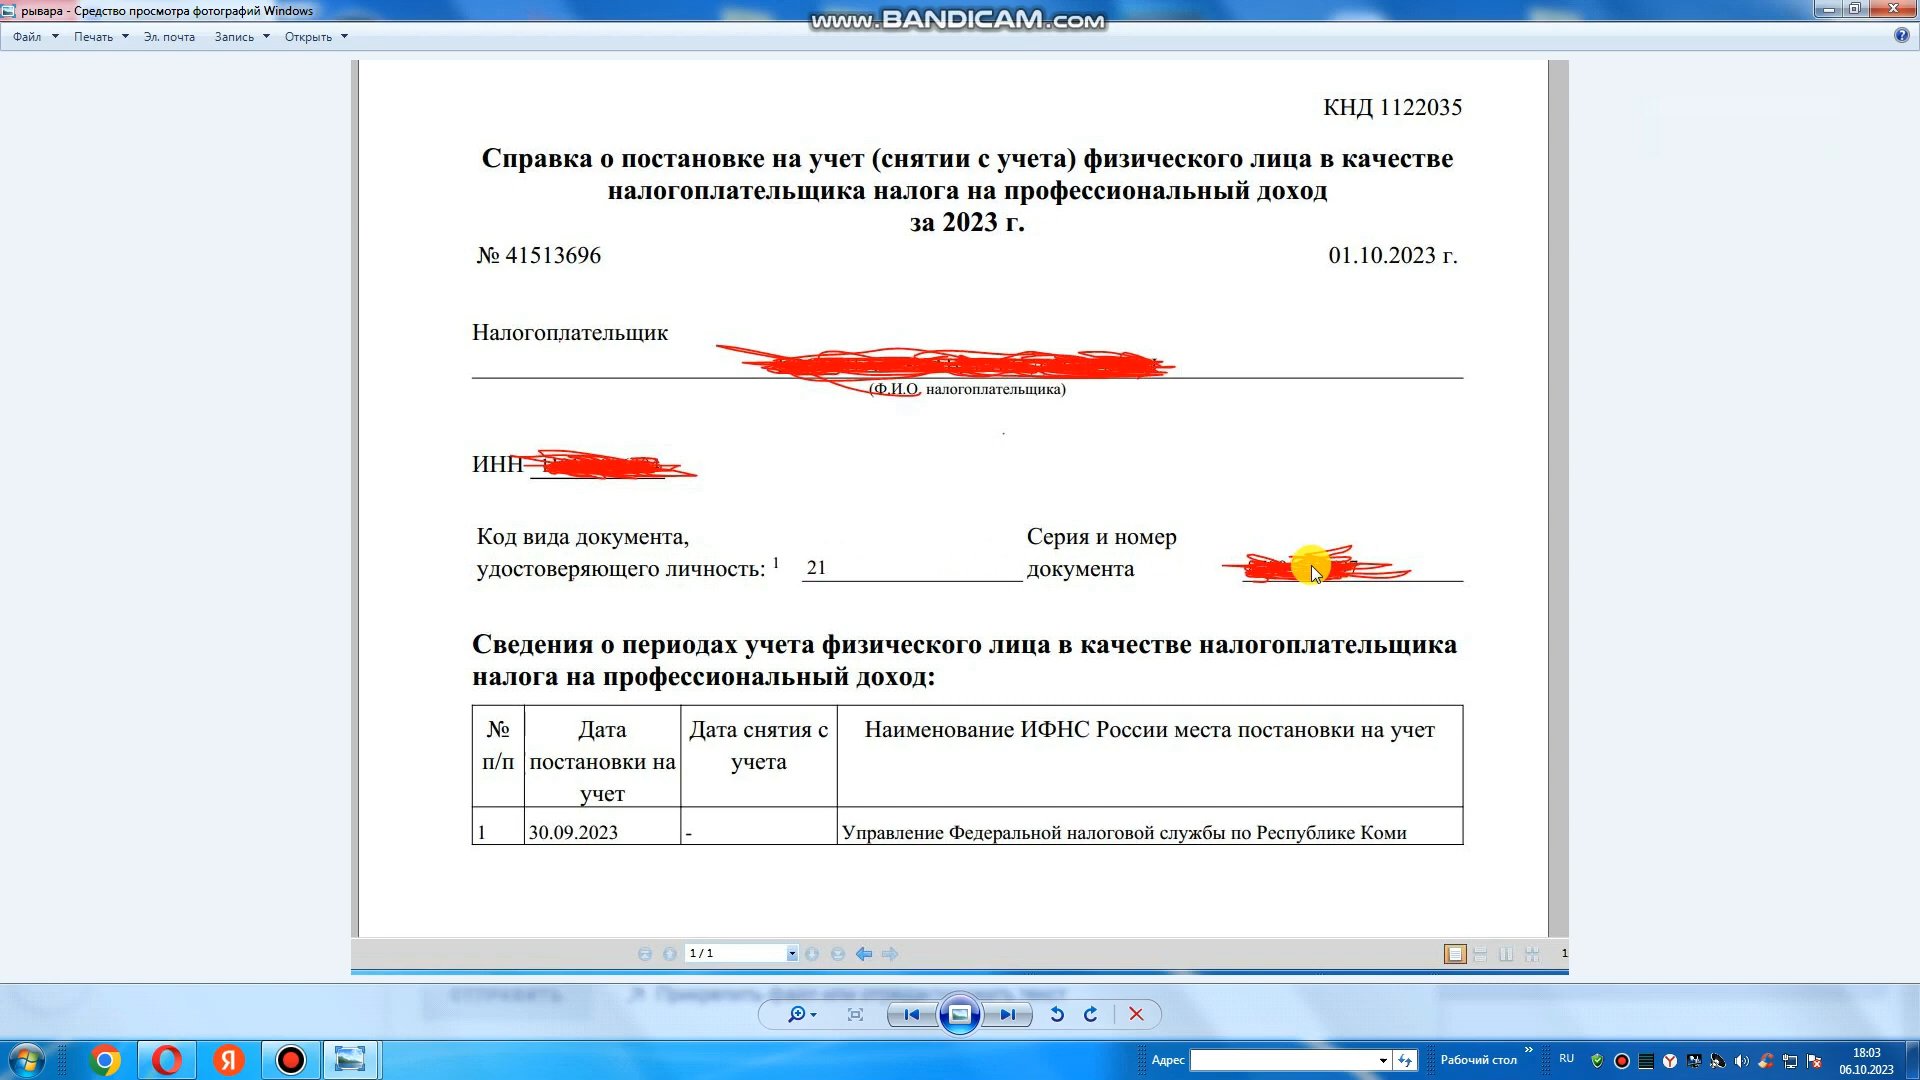 рывара - Средство просмотра фотографий Windows
www.BANDICAM.com
Файл Печать Эл. почта Запись Открыть
КНД 1122035
Справка о постановке на учет (снятии с учета) физического лица в качестве
налогоплательщика налога на профессиональный доход
за 2023 г.
№ 41513696 01.10.2023 г.
Налогоплательщик
(Ф.И.О. налогоплательщика)
ИНН
Код вида документа,
удостоверяющего личность: 1 21
Серия и номер
документа
Сведения о периодах учета физического лица в качестве налогоплательщика
налога на профессиональный доход:
№
п/п
Дата
постановки на
учет
Дата снятия с
учета
Наименование ИФНС России места постановки на учет
1 30.09.2023 - Управление Федеральной налоговой службы по Республике Коми
1 / 1
1
Адрес
Рабочий стол
RU
18:03
06.10.2023